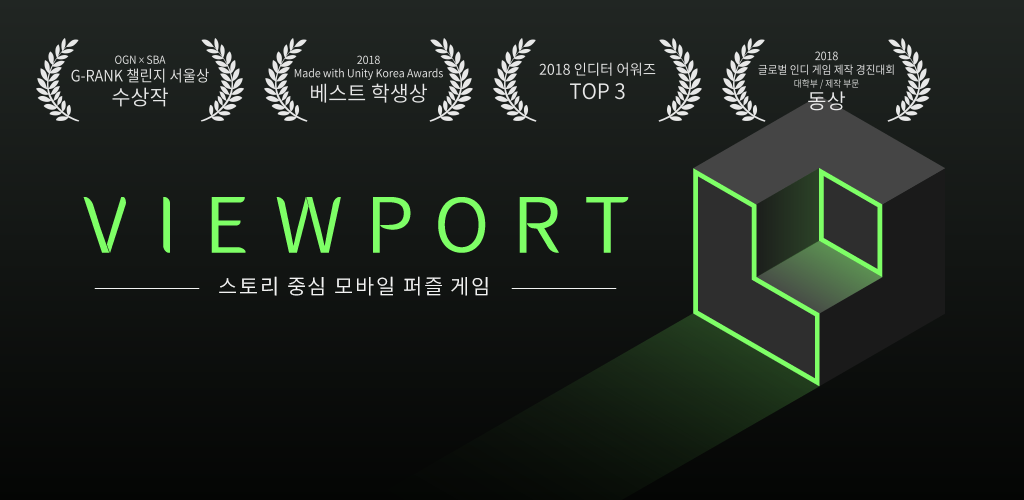 OGN × SBA
G-RANK 챌린지 서울상
수상작
2018
Made with Unity Korea Awards
베스트 학생상
2018 인디터 어워즈
TOP 3
2018
글로벌 인디 게임 제작 경진대회
대학부 / 제작 부문
동상
VIEWPORT
스토리 중심 모바일 퍼즐 게임